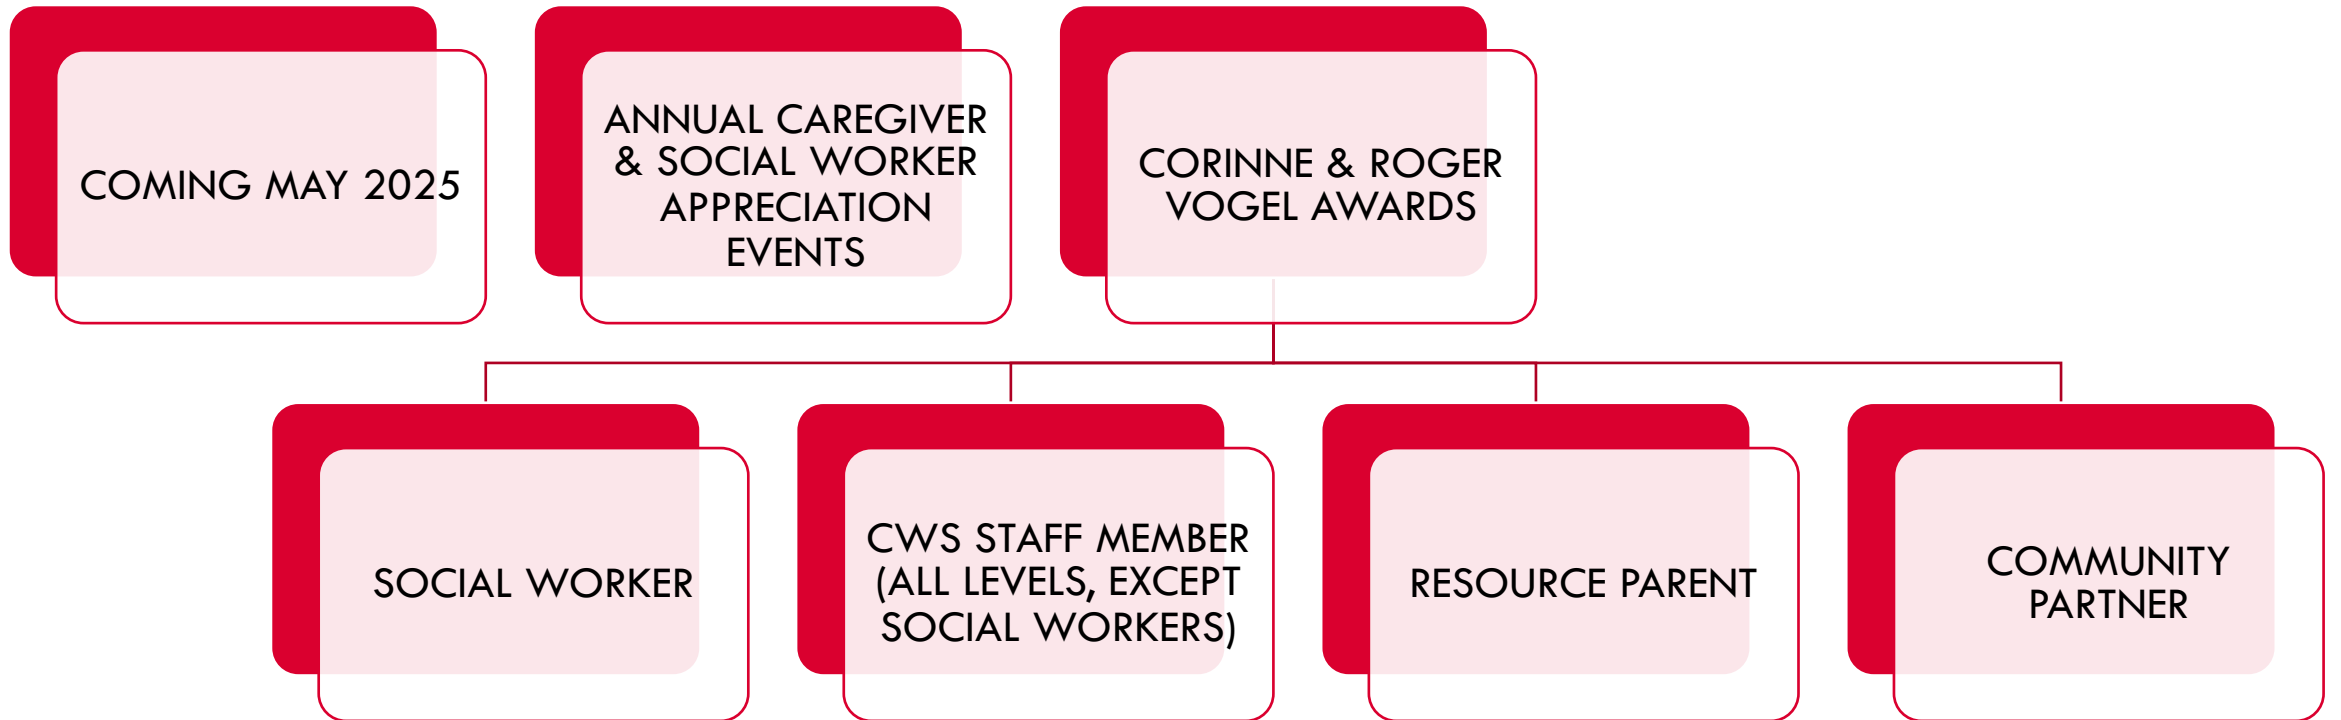 COMING MAY 2025
ANNUAL CAREGIVER
& SOCIAL WORKER
APPRECIATION
EVENTS
CORINNE & ROGER
VOGEL AWARDS
SOCIAL WORKER
CWS STAFF MEMBER
(ALL LEVELS, EXCEPT
SOCIAL WORKERS)
RESOURCE PARENT
COMMUNITY
PARTNER